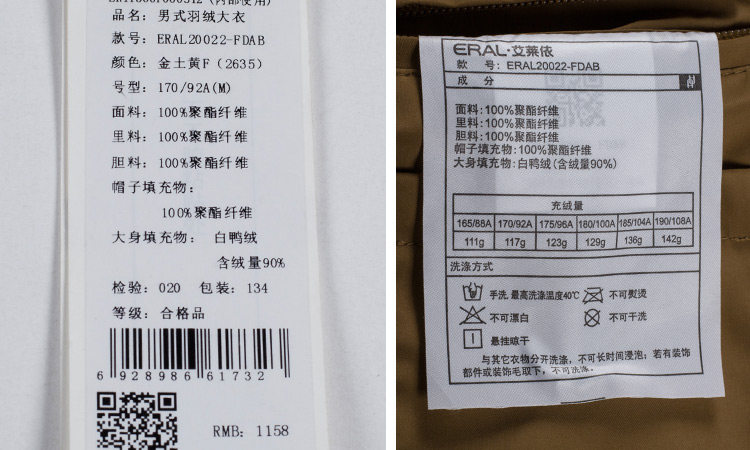 (内部使用)
品名: 男式羽绒大衣
款号: ERAL20022-FDAB
颜色: 金土黄F (2635)
号型: 170/92A(M)
面料: 100%聚酯纤维
里料: 100%聚酯纤维
胆料: 100%聚酯纤维
帽子填充物:
100%聚酯纤维
大身填充物: 白鸭绒
含绒量90%
检验: 020 包装: 134
等级: 合格品
6 928986 61732
RMB: 1158
ERAL·艾莱依
款 号: ERAL20022-FDAB
成 分
面料:100%聚酯纤维
里料:100%聚酯纤维
胆料:100%聚酯纤维
帽子填充物:100%聚酯纤维
大身填充物:白鸭绒(含绒量90%)
充绒量
165/88A 170/92A 175/96A 180/100A 185/104A 190/108A
111g 117g 123g 129g 136g 142g
洗涤方式
手洗,最高洗涤温度40℃ 不可熨烫
不可漂白 不可干洗
悬挂晾干
与其它衣物分开洗涤,不可长时间浸泡;若有装饰
部件或装饰毛取下,不可洗涤.